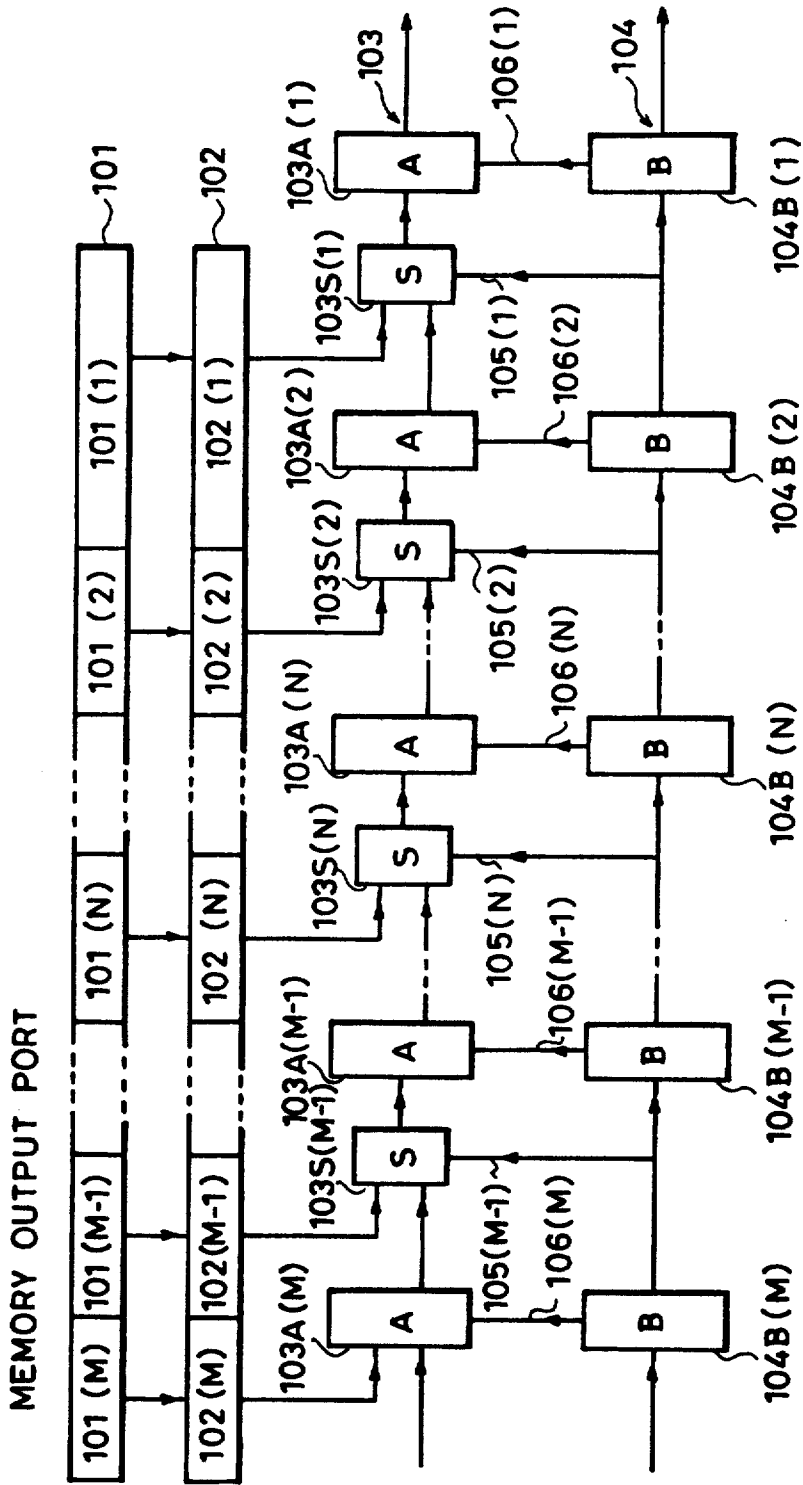 MEMORY OUTPUT PORT
101
101 (M) 101 (M-1) 101 (N) 101 (2) 101 (1)
102
102 (M) 102(M-1) 102 (N) 102 (2) 102 (1)
103A (M) 103S(M-1) 103A(M-1) 103S(N) 103A (N) 103S(2) 103A(2) 103S(1) 103A (1)
103
A S A S A S A S A
105(M-1) 106(M) 106(M-1) 105(N) 106(N) 105(2) 106(2) 105(1) 106(1)
104
B B B B B
104B(M) 104B(M-1) 104B (N) 104B (2) 104B (1)